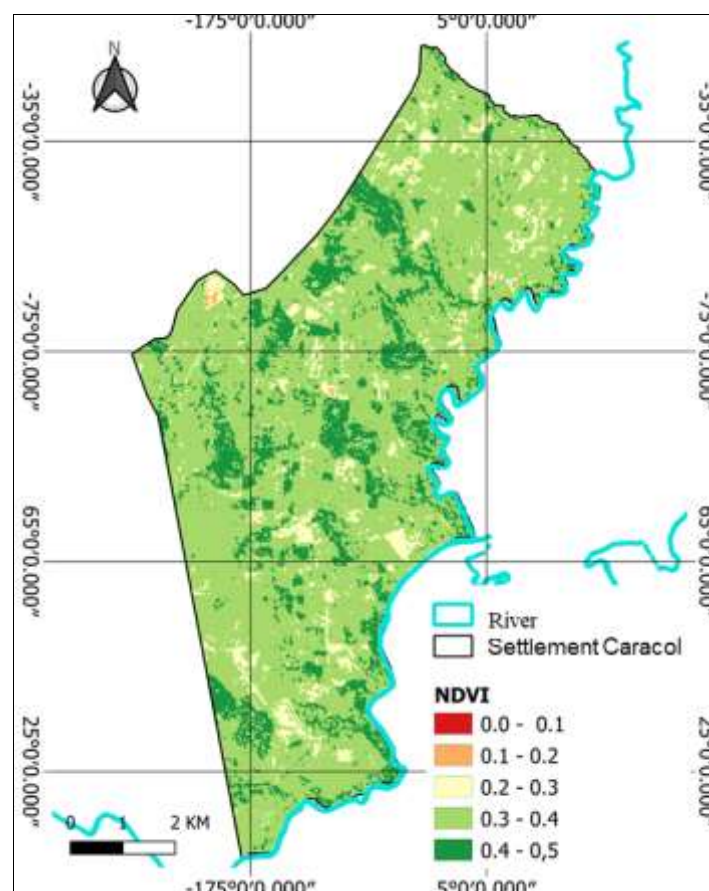 -175°0'0.000" 5°0'0.000"
N
-35°0'0.000" -35°0'0.000"
-75°0'0.000" -75°0'0.000"
65°0'0.000" 65°0'0.000"
River
Settlement Caracol
NDVI
0.0 - 0.1
0.1 - 0.2
0.2 - 0.3
0.3 - 0.4
0.4 - 0,5
25°0'0.000" 25°0'0.000"
0 1 2 KM
-175°0'0.000" 5°0'0.000"